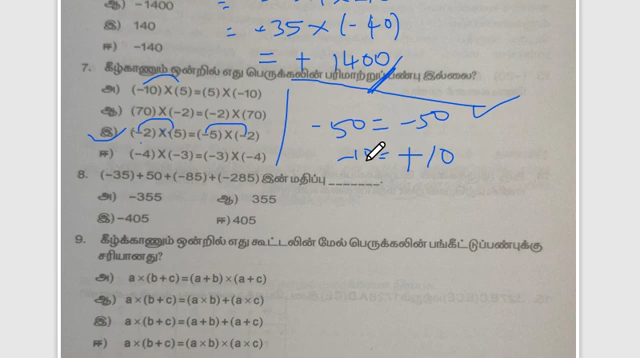 ஆ) -1400
இ) 140
ஈ) -140
= -35 x (-40)
= + 1400
7. கீழ்காணும் ஒன்றில் எது பெருக்கலின் பரிமாற்றுப்பண்பு இல்லை?
அ) (-10)X(5)=(5)X(-10)
ஆ) (70)X(-2)=(-2)X(70)
இ) (-2)X(5)=(-5)X(-2)
ஈ) (-4)X(-3)=(-3)X(-4)
-50 = -50
= +10
8. (-35)+50+(-85)+(-285)இன் மதிப்பு _______.
அ) -355 ஆ) 355
இ)-405 ஈ)405
9. கீழ்க்காணும் ஒன்றில் எது கூட்டலின் மேல் பெருக்கலின் பங்கீட்டுப்பண்புக்கு
சரியானது?
அ) a×(b+c)=(a+b)×(a+c)
ஆ) a×(b+c)=(a×b)+(a×c)
இ) a×(b+c)=(a+b)+(a+c)
ஈ) a×(b+c)=(a×b)×(a×c)